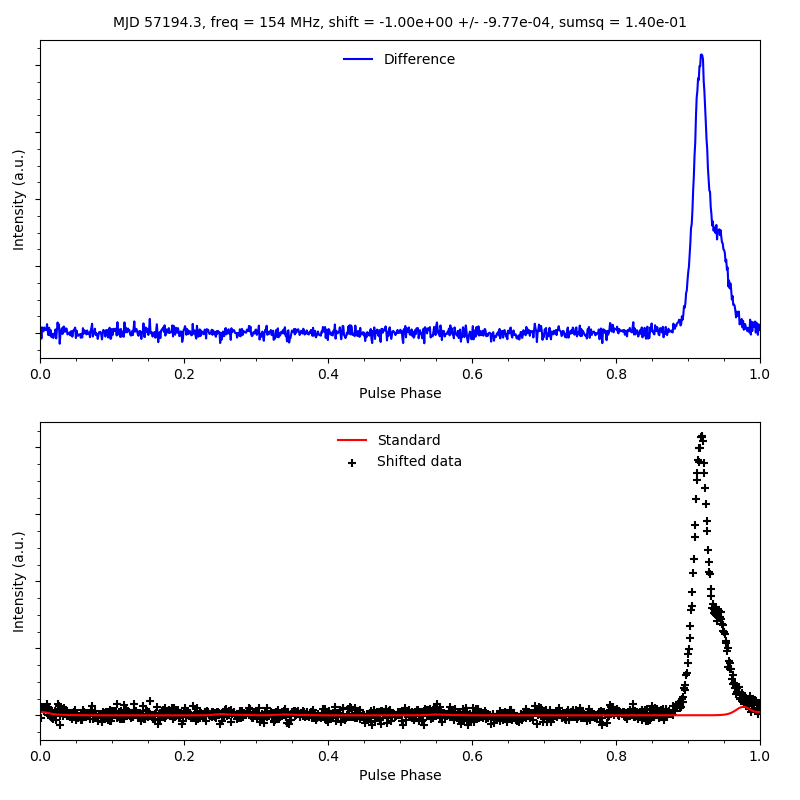 MJD 57194.3, freq = 154 MHz, shift = -1.00e+00 +/- -9.77e-04, sumsq = 1.40e-01
Difference
Intensity (a.u.)
0.0 0.2 0.4 0.6 0.8 1.0
Pulse Phase
Standard
Shifted data
Intensity (a.u.)
0.0 0.2 0.4 0.6 0.8 1.0
Pulse Phase